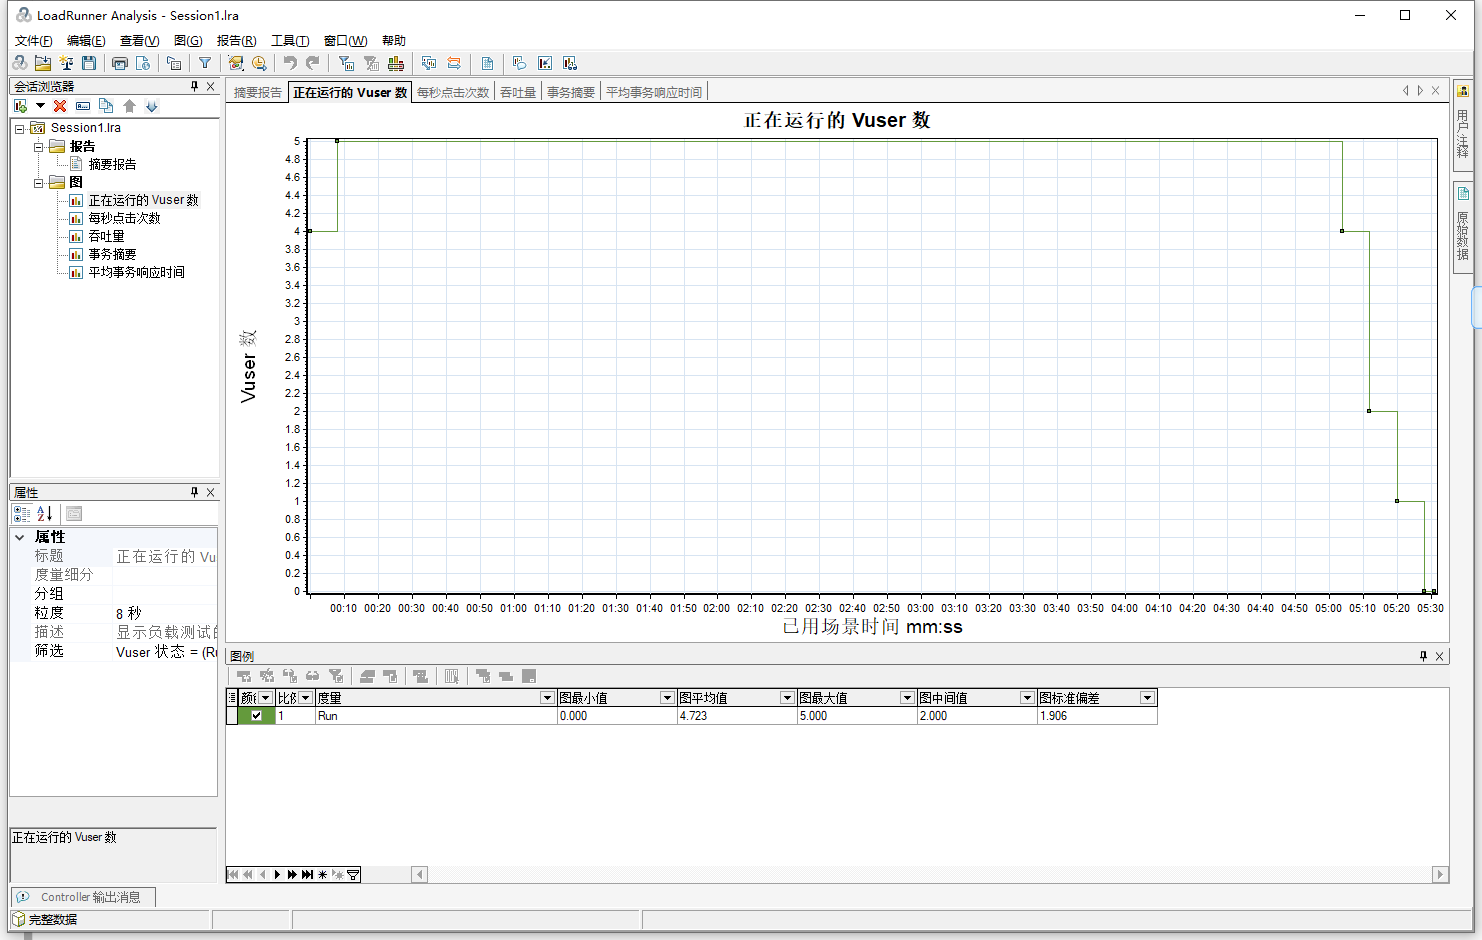 LoadRunner Analysis - Session1.lra
文件(F) 编辑(E) 查看(V) 图(G) 报告(R) 工具(T) 窗口(W) 帮助
会话浏览器
Session1.lra
报告
摘要报告
图
正在运行的 Vuser 数
每秒点击次数
吞吐量
事务摘要
平均事务响应时间
属性
属性
标题 正在运行的 Vu
度量细分
分组
粒度 8 秒
描述 显示负载测试的
筛选 Vuser 状态 = (Ru
正在运行的 Vuser 数
Controller 输出消息
完整数据
摘要报告 正在运行的 Vuser 数 每秒点击次数 吞吐量 事务摘要 平均事务响应时间
正在运行的 Vuser 数
Vuser 数
5
4.8
4.6
4.4
4.2
4
3.8
3.6
3.4
3.2
3
2.8
2.6
2.4
2.2
2
1.8
1.6
1.4
1.2
1
0.8
0.6
0.4
0.2
0
00:10 00:20 00:30 00:40 00:50 01:00 01:10 01:20 01:30 01:40 01:50 02:00 02:10 02:20 02:30 02:40 02:50 03:00 03:10 03:20 03:30 03:40 03:50 04:00 04:10 04:20 04:30 04:40 04:50 05:00 05:10 05:20 05:30
已用场景时间 mm:ss
图例
颜 比例 度量 图最小值 图平均值 图最大值 图中间值 图标准偏差
1 Run 0.000 4.723 5.000 2.000 1.906
用户注释
原始数据